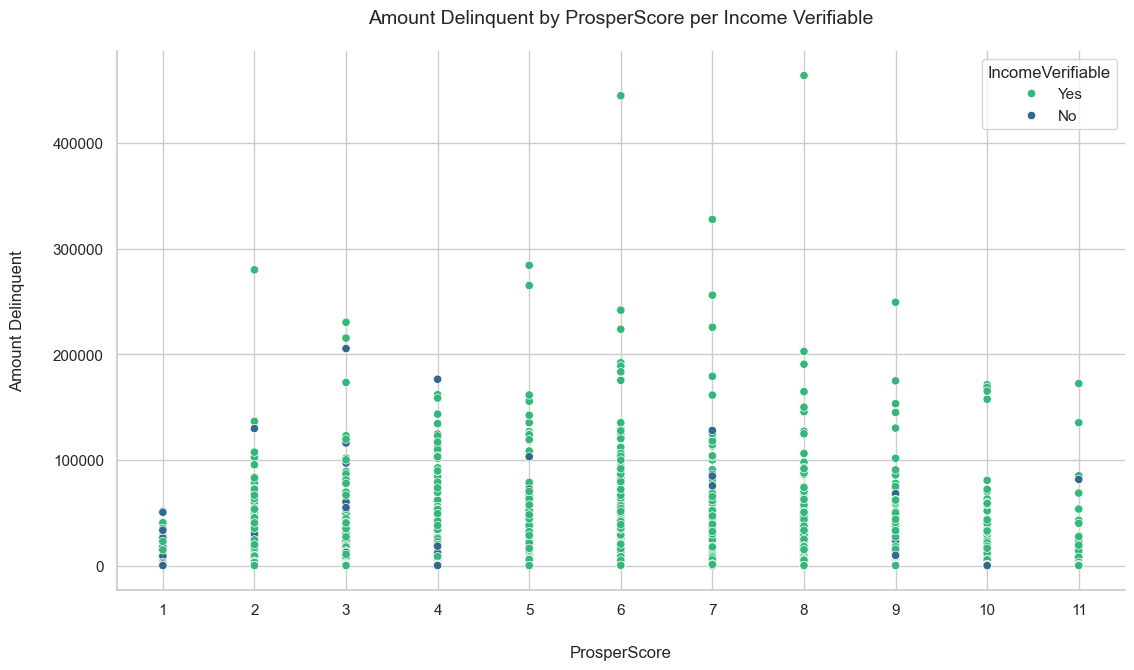 Amount Delinquent by ProsperScore per Income Verifiable
IncomeVerifiable
Yes
No
Amount Delinquent
400000
300000
200000
100000
0
1 2 3 4 5 6 7 8 9 10 11
ProsperScore